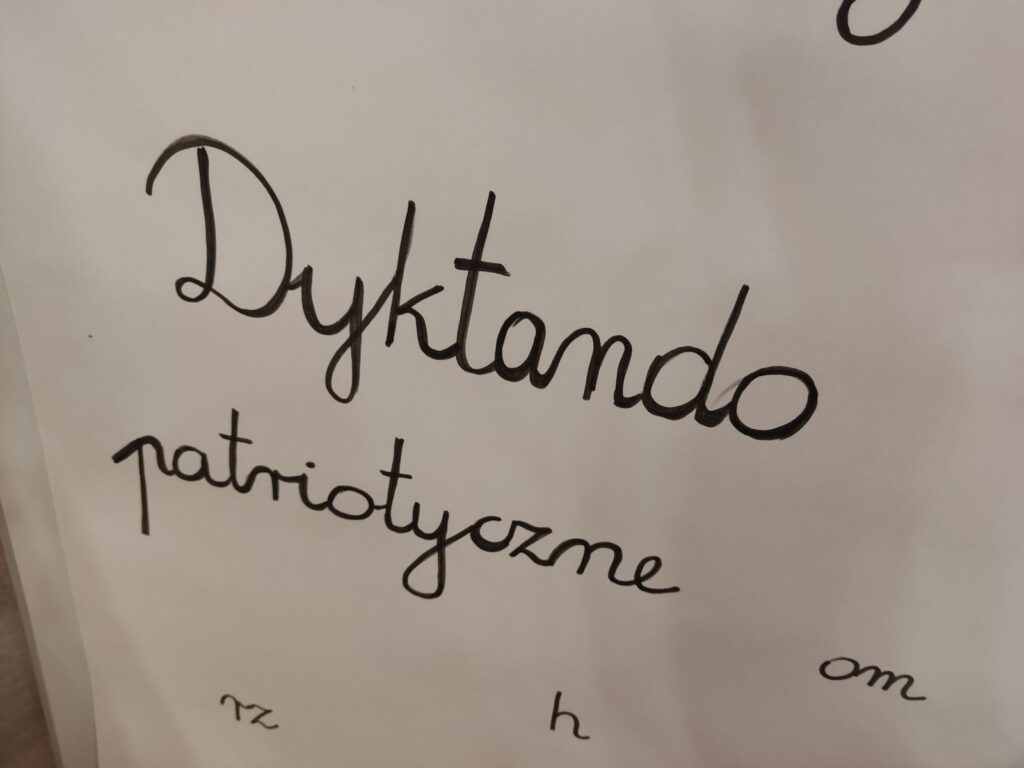 Dyktando
patriotyczne
rz h om